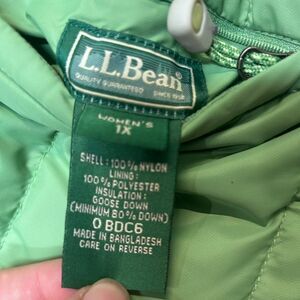 L.L.Bean
QUALITY GUARANTEED SINCE 1912
WOMEN'S
1X
SHELL: 100% NYLON
LINING:
100% POLYESTER
INSULATION:
GOOSE DOWN
(MINIMUM 80% DOWN)
0 BDC6
MADE IN BANGLADESH
CARE ON REVERSE